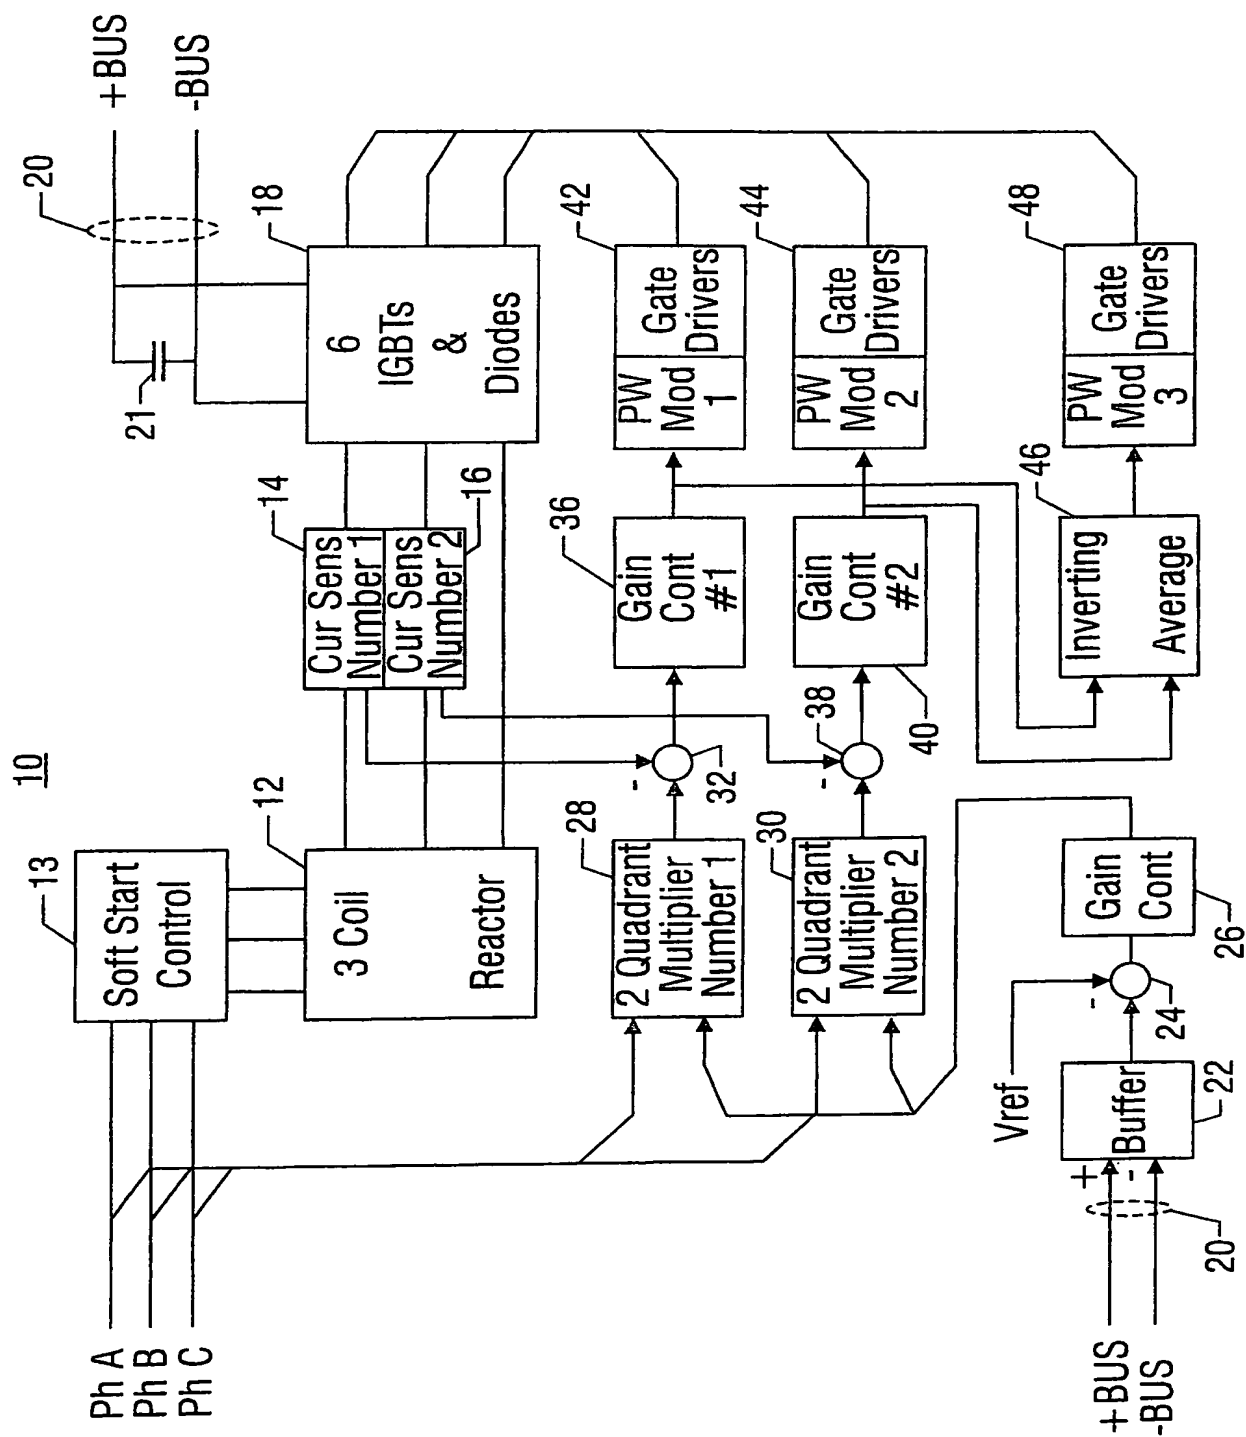 10
Ph A
Ph B
Ph C
13
Soft Start
Control
12
3 Coil
Reactor
14
Cur Sens
Number 1
Cur Sens
Number 2
16
18
6
IGBTs
&
Diodes
20
+BUS
-BUS
21
28
2 Quadrant
Multiplier
Number 1
-
32
36
Gain
Cont
#1
42
PW
Mod
1
Gate
Drivers
30
2 Quadrant
Multiplier
Number 2
-
38
40
Gain
Cont
#2
44
PW
Mod
2
Gate
Drivers
46
Inverting
Average
48
PW
Mod
3
Gate
Drivers
+BUS
-BUS
20
+
-
Buffer
22
Vref
-
24
Gain
Cont
26